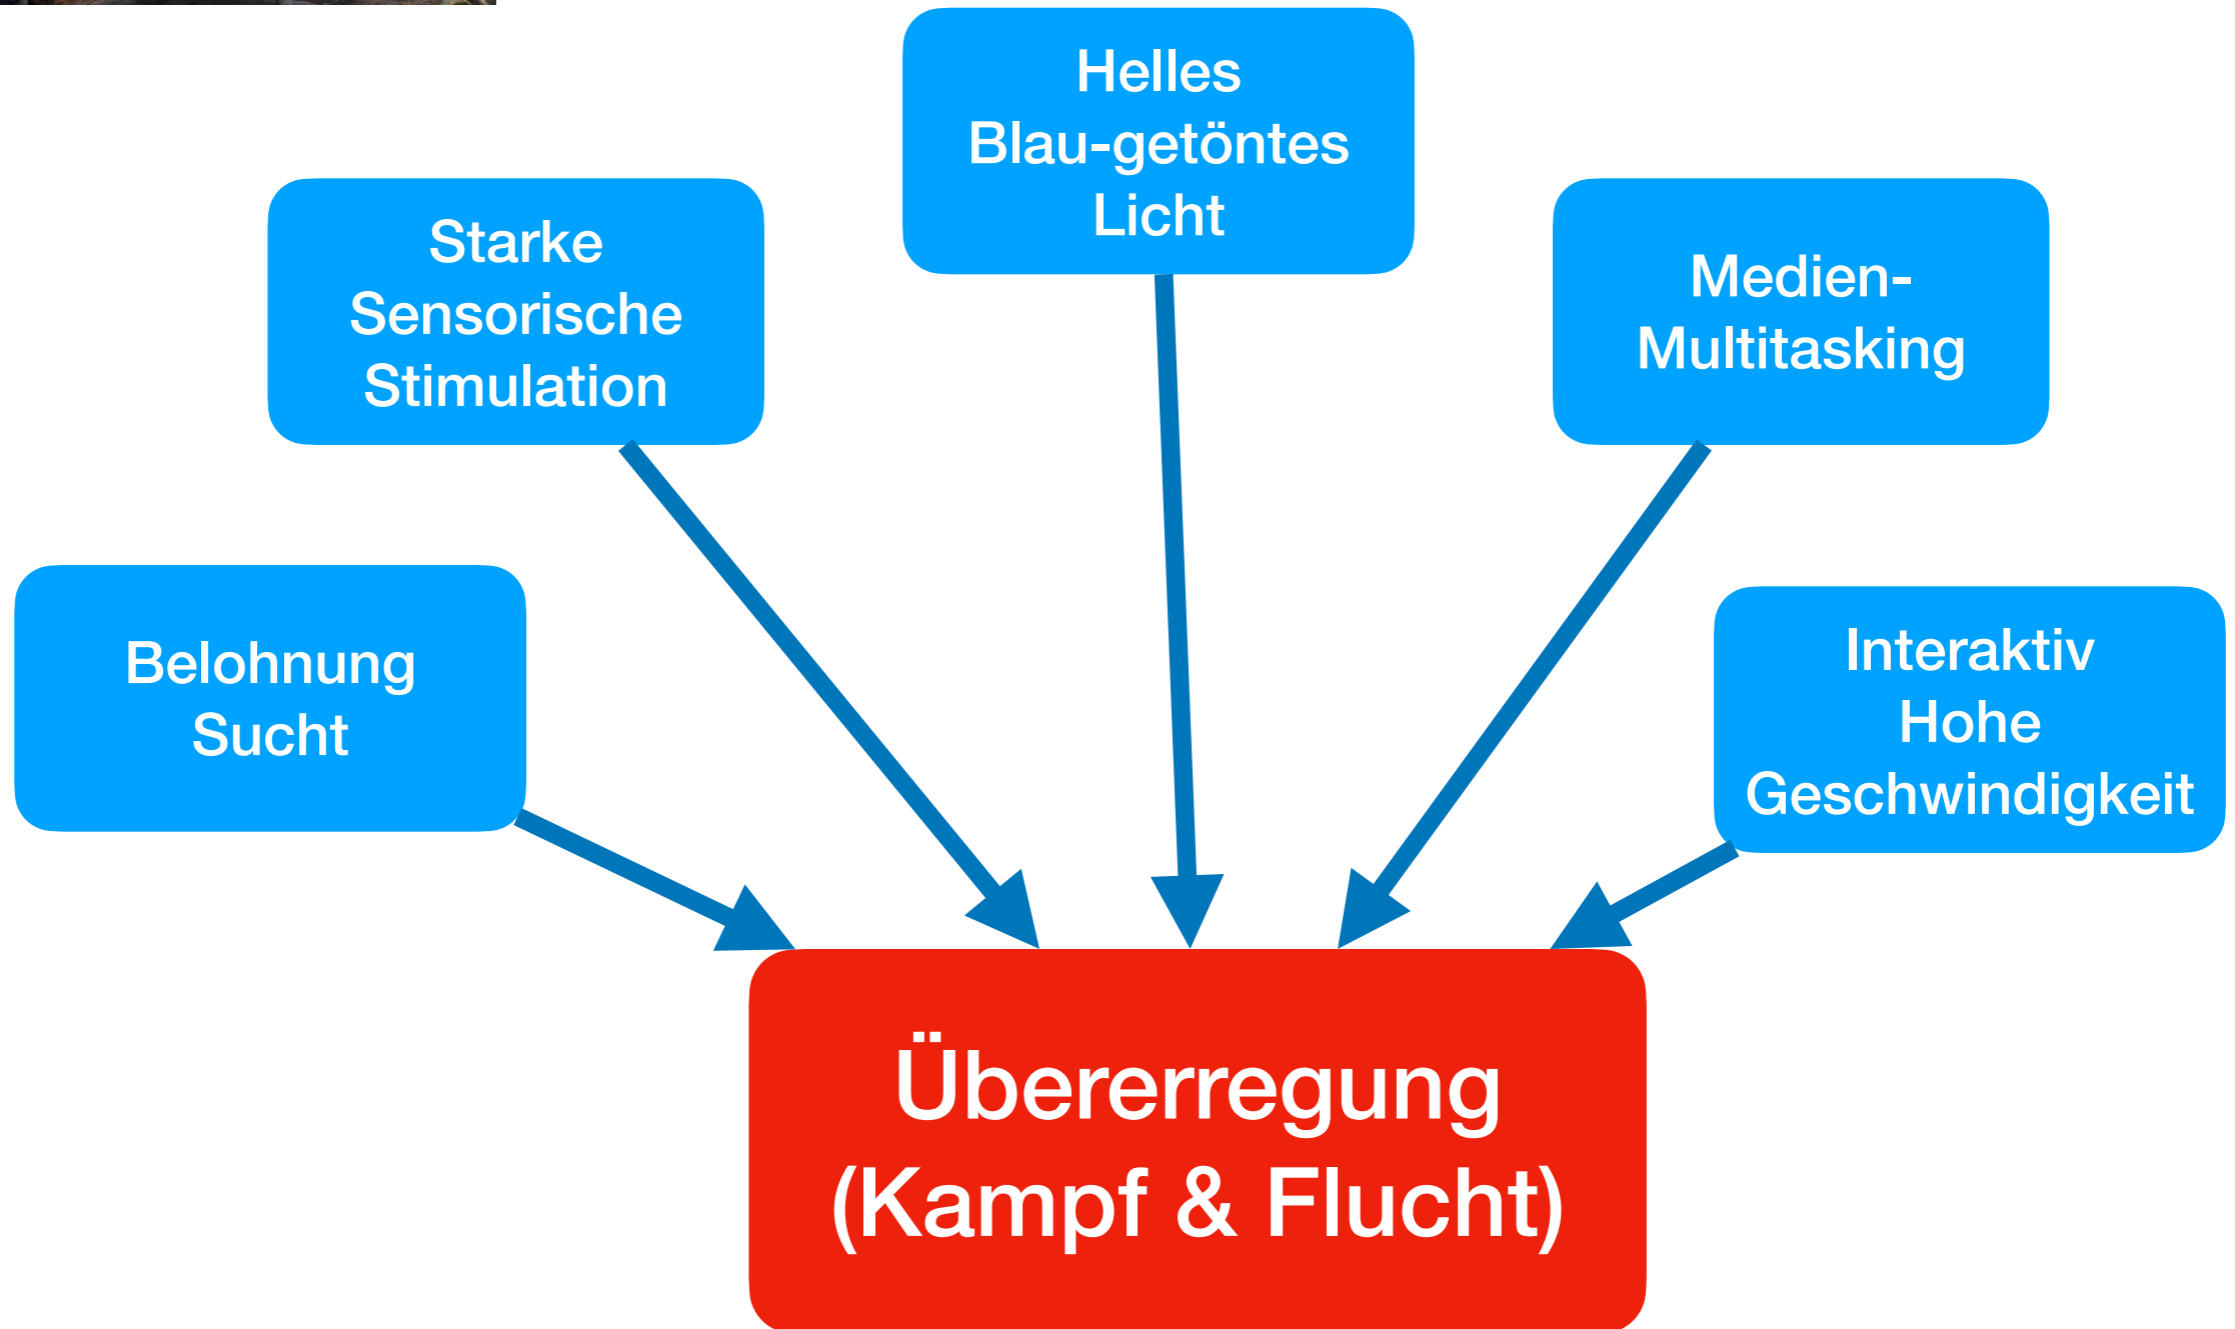 Helles
Blau-getöntes
Licht
Starke
Sensorische
Stimulation
Medien-
Multitasking
Belohnung
Sucht
Interaktiv
Hohe
Geschwindigkeit
Übererregung
(Kampf & Flucht)